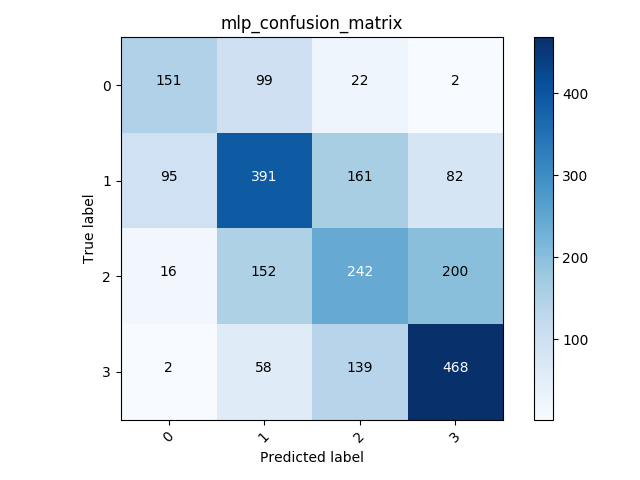 mlp_confusion_matrix
0 151 99 22 2
1 95 391 161 82
2 16 152 242 200
3 2 58 139 468
0 1 2 3
True label
Predicted label
400
300
200
100